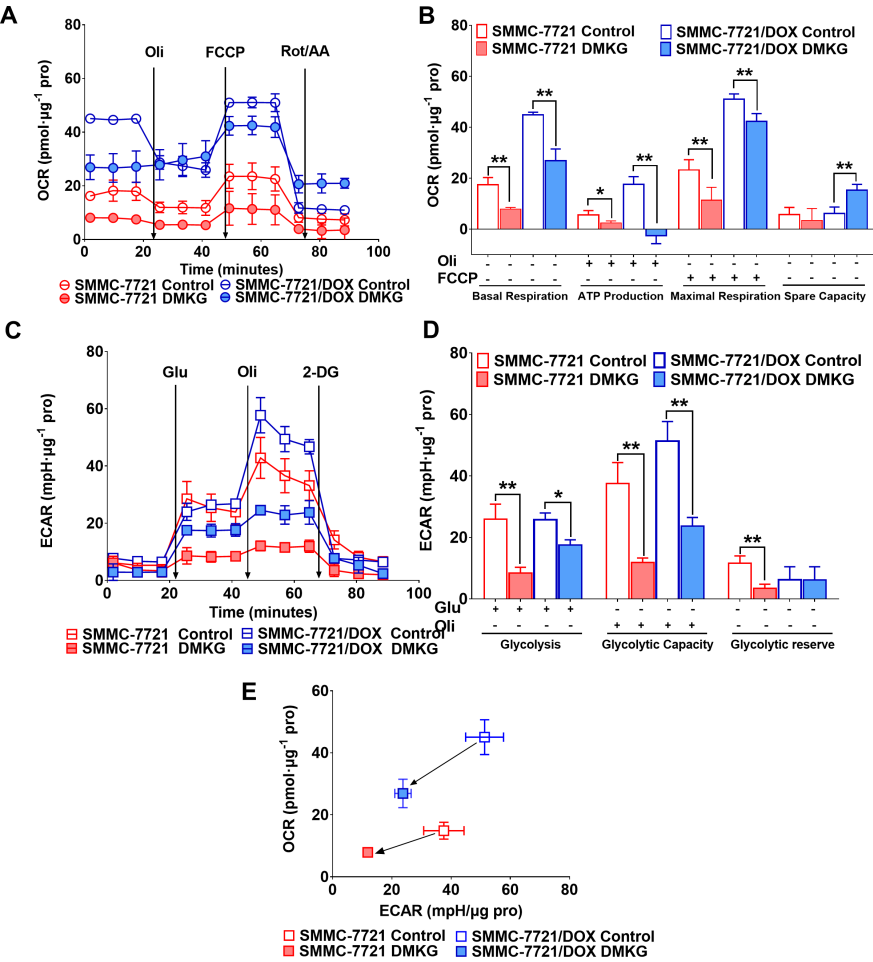 A
Oli FCCP Rot/AA
OCR (pmol·µg⁻¹ pro)
80
60
40
20
0
0 20 40 60 80 100
Time (minutes)
SMMC-7721 Control SMMC-7721/DOX Control
SMMC-7721 DMKG SMMC-7721/DOX DMKG
B
SMMC-7721 Control SMMC-7721/DOX Control
SMMC-7721 DMKG SMMC-7721/DOX DMKG
OCR (pmol·µg⁻¹ pro)
80
60
40
20
0
** ** * ** ** ** **
Oli - - - - + + + + - - - - - - - -
FCCP - - - - - - - - + + + + - - - -
Basal Respiration ATP Production Maximal Respiration Spare Capacity
C
Glu Oli 2-DG
ECAR (mpH·µg⁻¹ pro)
80
60
40
20
0
0 20 40 60 80 100
Time (minutes)
SMMC-7721 Control SMMC-7721/DOX Control
SMMC-7721 DMKG SMMC-7721/DOX DMKG
D
SMMC-7721 Control SMMC-7721/DOX Control
SMMC-7721 DMKG SMMC-7721/DOX DMKG
ECAR (mpH·µg⁻¹ pro)
80
60
40
20
0
** * ** ** **
Glu + + + + - - - - - - - -
Oli - - - - + + + + - - - -
Glycolysis Glycolytic Capacity Glycolytic reserve
E
OCR (pmol·µg⁻¹ pro)
60
40
20
0
0 20 40 60 80
ECAR (mpH/µg pro)
SMMC-7721 Control SMMC-7721/DOX Control
SMMC-7721 DMKG SMMC-7721/DOX DMKG